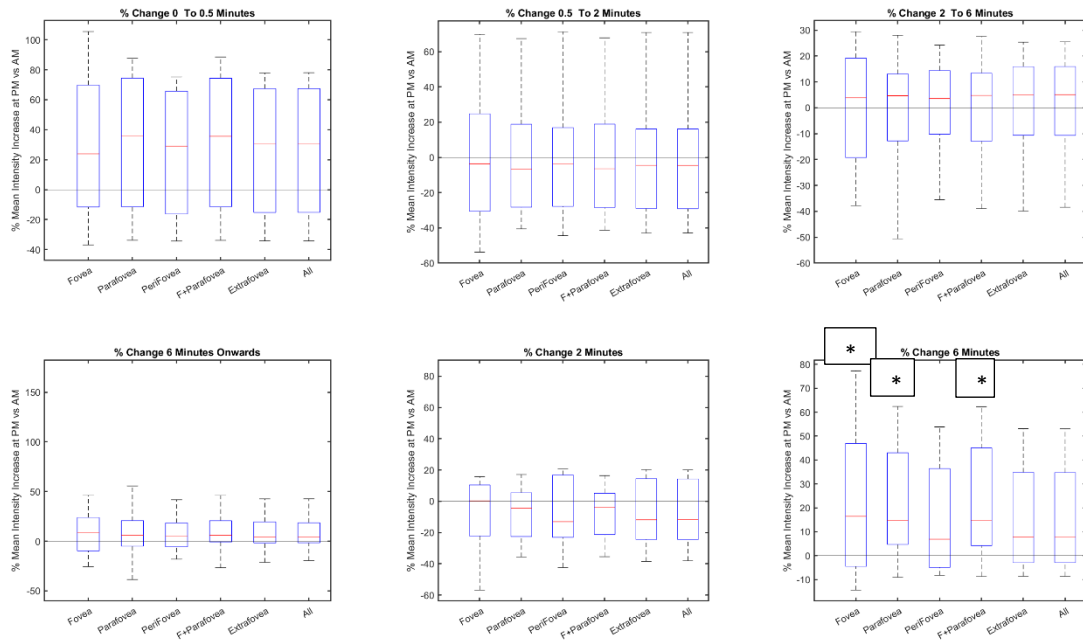 % Change 0 To 0.5 Minutes
% Mean Intensity Increase at PM vs AM
100
80
60
40
20
0
-20
-40
Fovea
Parafovea
PeriFovea
F+Parafovea
Extrafovea
All
% Change 0.5 To 2 Minutes
% Mean Intensity Increase at PM vs AM
60
40
20
0
-20
-40
-60
Fovea
Parafovea
PeriFovea
F+Parafovea
Extrafovea
All
% Change 2 To 6 Minutes
% Mean Intensity Increase at PM vs AM
30
20
10
0
-10
-20
-30
-40
-50
-60
Fovea
Parafovea
PeriFovea
F+Parafovea
Extrafovea
All
% Change 6 Minutes Onwards
% Mean Intensity Increase at PM vs AM
150
100
50
0
-50
Fovea
Parafovea
PeriFovea
F+Parafovea
Extrafovea
All
% Change 2 Minutes
% Mean Intensity Increase at PM vs AM
80
60
40
20
0
-20
-40
-60
Fovea
Parafovea
PeriFovea
F+Parafovea
Extrafovea
All
% Change 6 Minutes
* * *
% Mean Intensity Increase at PM vs AM
80
70
60
50
40
30
20
10
0
-10
Fovea
Parafovea
PeriFovea
F+Parafovea
Extrafovea
All